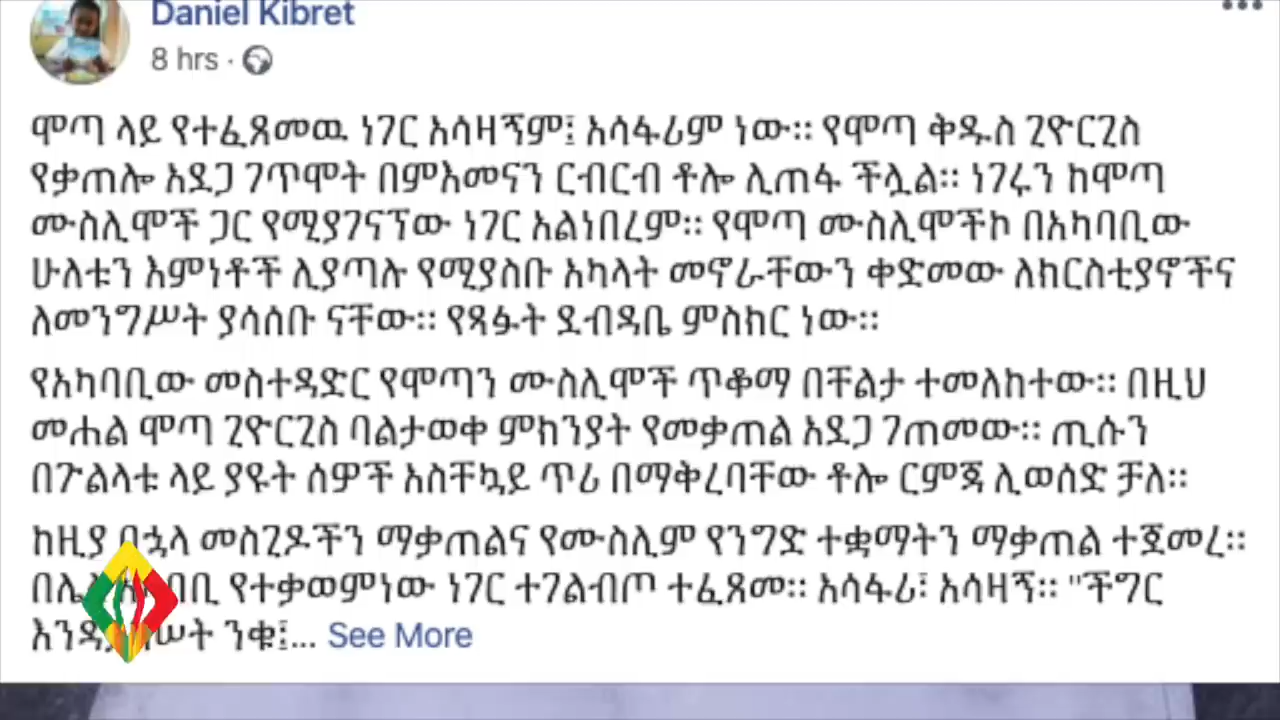 Daniel Kibret
8 hrs ·
ሞጣ ላይ የተፈጸመዉ ነገር አሳዛኝም፤ አሳፋሪም ነው። የሞጣ ቅዱስ ጊዮርጊስ
የቃጠሎ አደጋ ገጥሞት በምእመናን ርብርብ ቶሎ ሊጠፋ ችሏል። ነገሩን ከሞጣ
ሙስሊሞች ጋር የሚያገናኘው ነገር አልነበረም። የሞጣ ሙስሊሞችኮ በአካባቢው
ሁለቱን እምነቶች ሊያጣሉ የሚያስቡ አካላት መኖራቸውን ቀድመው ለክርስቲያኖችና
ለመንግሥት ያሳሰቡ ናቸው። የጻፉት ደብዳቤ ምስክር ነው።
የአካባቢው መስተዳድር የሞጣን ሙስሊሞች ጥቆማ በቸልታ ተመለከተው። በዚህ
መሐል ሞጣ ጊዮርጊስ ባልታወቀ ምክንያት የመቃጠል አደጋ ገጠመው። ጢሱን
በጉልላቱ ላይ ያዩት ሰዎች አስቸኳይ ጥሪ በማቅረባቸው ቶሎ ርምጃ ሊወሰድ ቻለ።
ከዚያ በኋላ መስጊዶችን ማቃጠልና የሙስሊም የንግድ ተቋማትን ማቃጠል ተጀመረ።
የተቃወምነው ነገር ተገልብጦ ተፈጸመ። አሳፋሪ፣ አሳዛኝ። "ችግር
ንቁ፤... See More